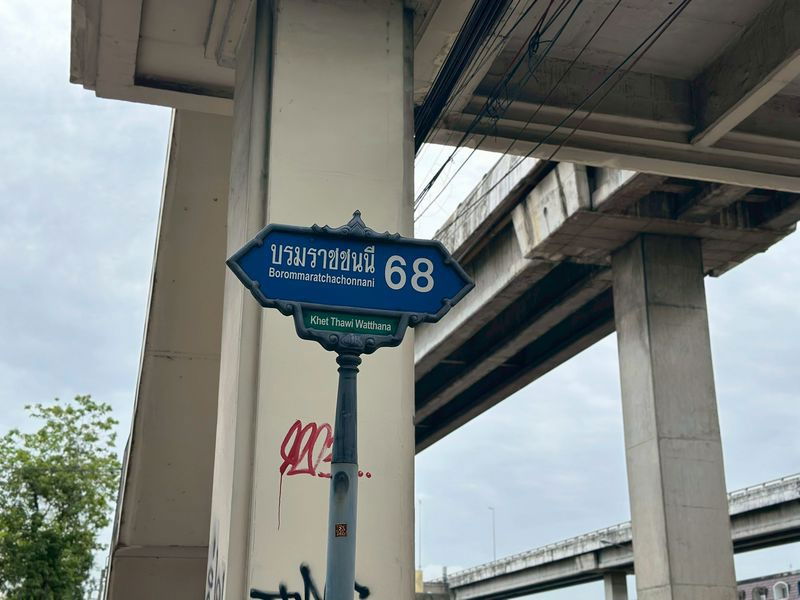 บรมราชชนนี 68
Borommaratchachonnani
Khet Thawi Watthana